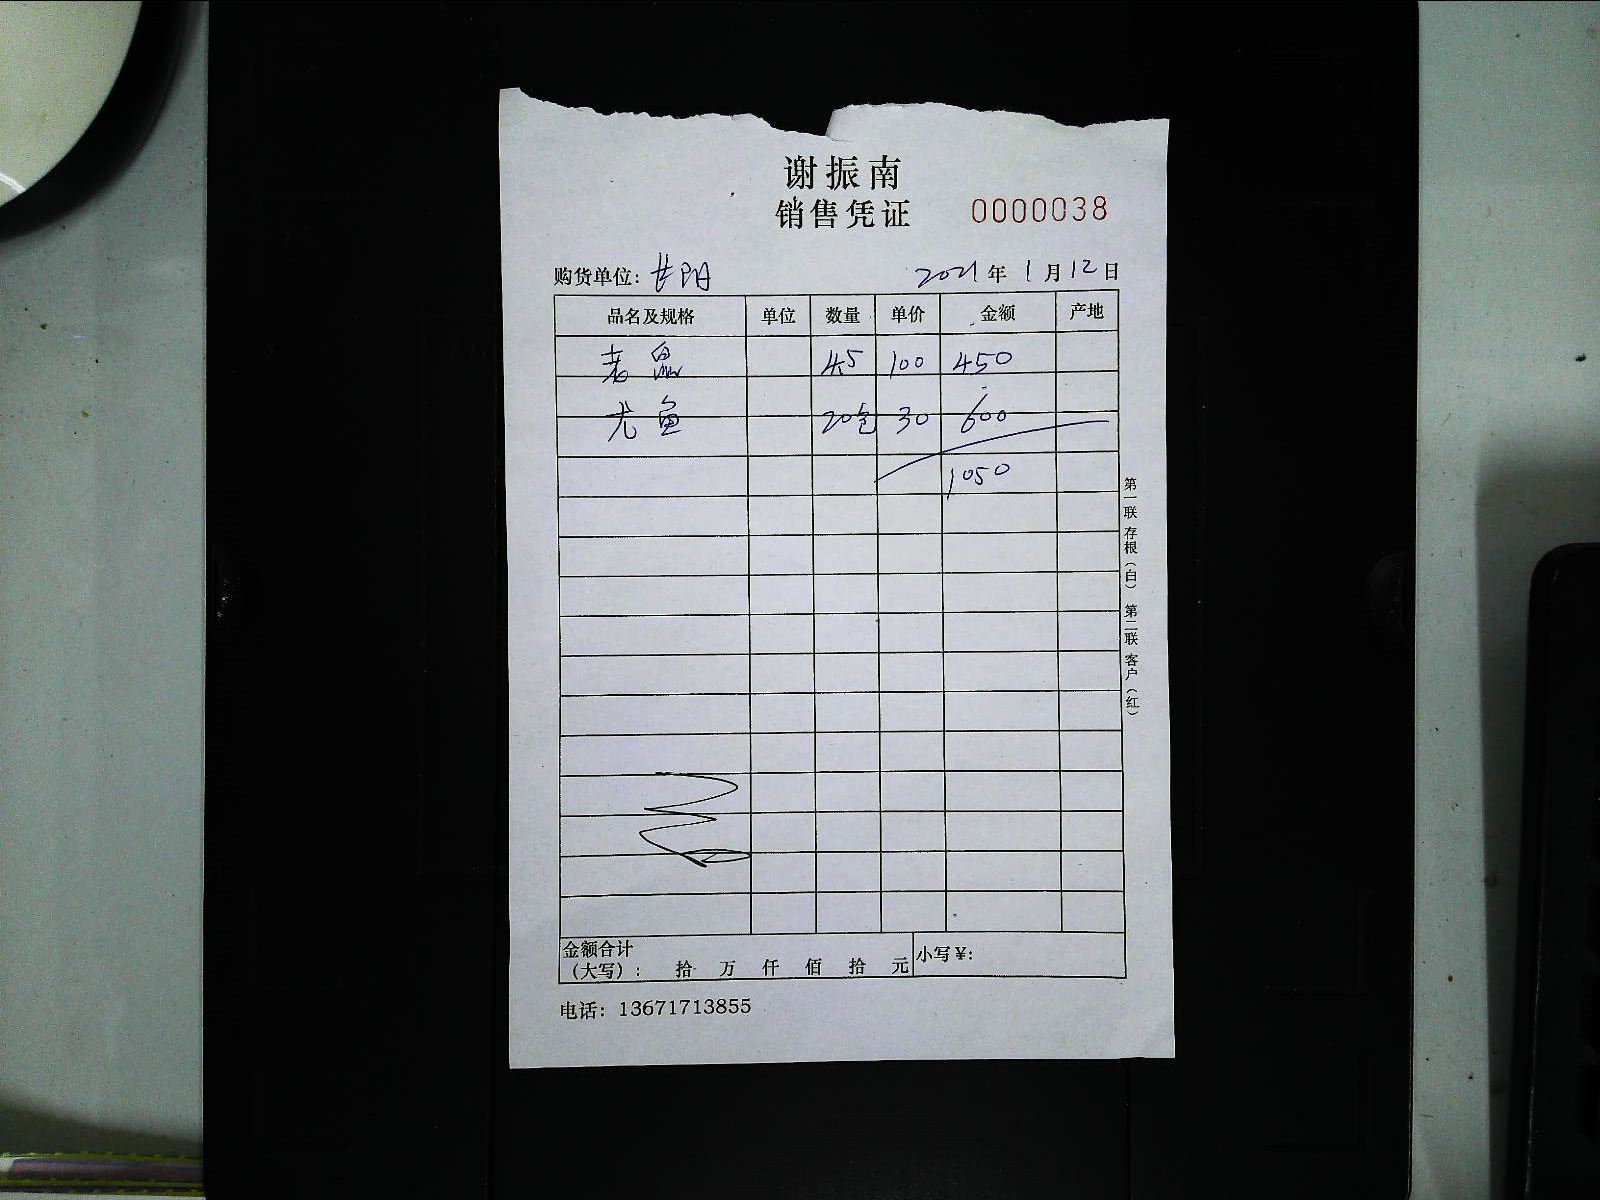 谢振南
销售凭证 0000038
购货单位： 2021年1月12日
品名及规格 单位 数量 单价 金额 产地
老鼠 4.5 100 450
尤鱼 20包 30 600
1050
第一联 存根（白） 第二联 客户（红）
金额合计
（大写）： 拾 万 仟 佰 拾 元 小写¥:
电话：13671713855